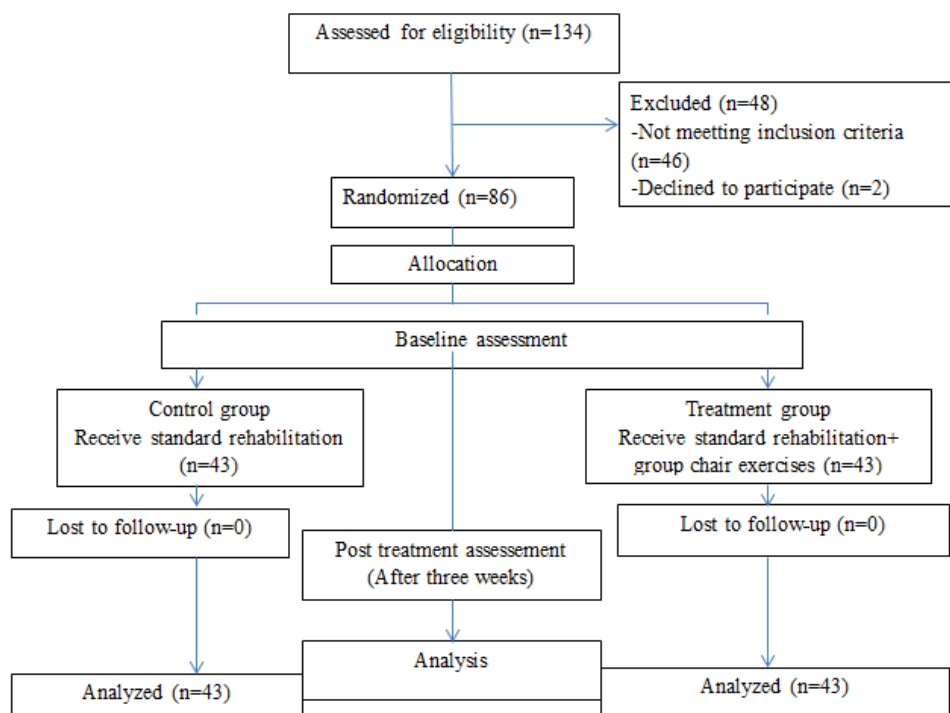 Assessed for eligibility (n=134)
Excluded (n=48)
-Not meetting inclusion criteria
(n=46)
-Declined to participate (n=2)
Randomized (n=86)
Allocation
Baseline assessment
Control group
Receive standard rehabilitation
(n=43)
Treatment group
Receive standard rehabilitation+
group chair exercises (n=43)
Lost to follow-up (n=0)
Lost to follow-up (n=0)
Post treatment assessement
(After three weeks)
Analysis
Analyzed (n=43)
Analyzed (n=43)